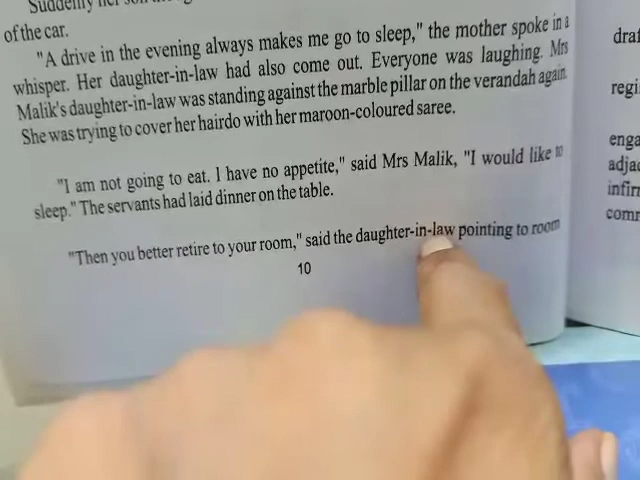 Suddenly her son
of the car.
"A drive in the evening always makes me go to sleep," the mother spoke in a
whisper. Her daughter-in-law had also come out. Everyone was laughing. Mrs
Malik's daughter-in-law was standing against the marble pillar on the verandah again.
She was trying to cover her hairdo with her maroon-coloured saree.
"I am not going to eat. I have no appetite," said Mrs Malik, "I would like to
sleep." The servants had laid dinner on the table.
"Then you better retire to your room," said the daughter-in-law pointing to room
10
draf
regi
enga
adjac
infirm
comm